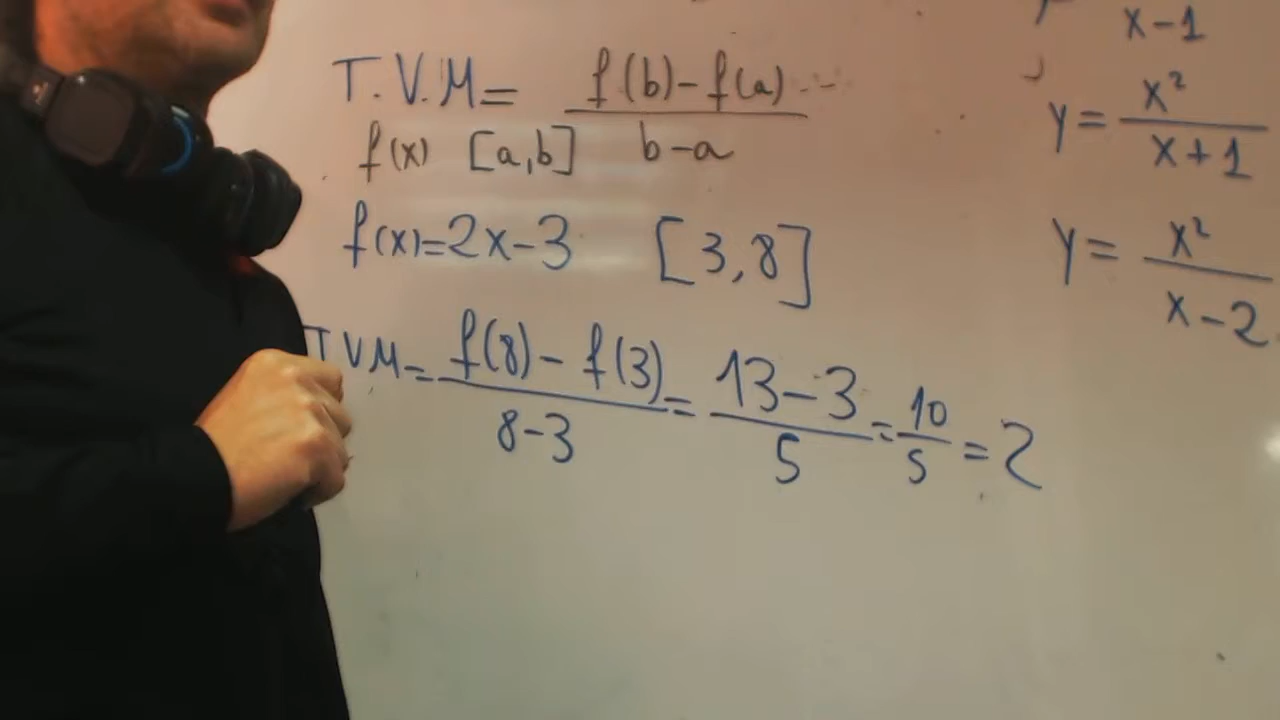 T.V.M = f(b)-f(a) / b-a
f(x) [a,b]
f(x)=2x-3 [3,8]
T.V.M = f(8)-f(3) / 8-3 = 13-3 / 5 = 10/5 = 2
x-1
y = x² / x+1
y = x² / x-2